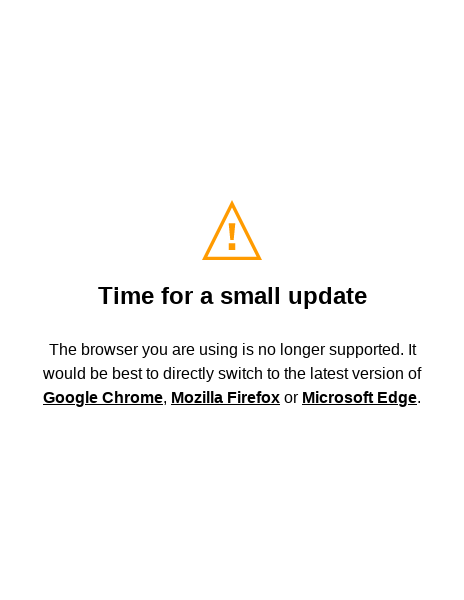 !
Time for a small update
The browser you are using is no longer supported. It
would be best to directly switch to the latest version of
Google Chrome, Mozilla Firefox or Microsoft Edge.